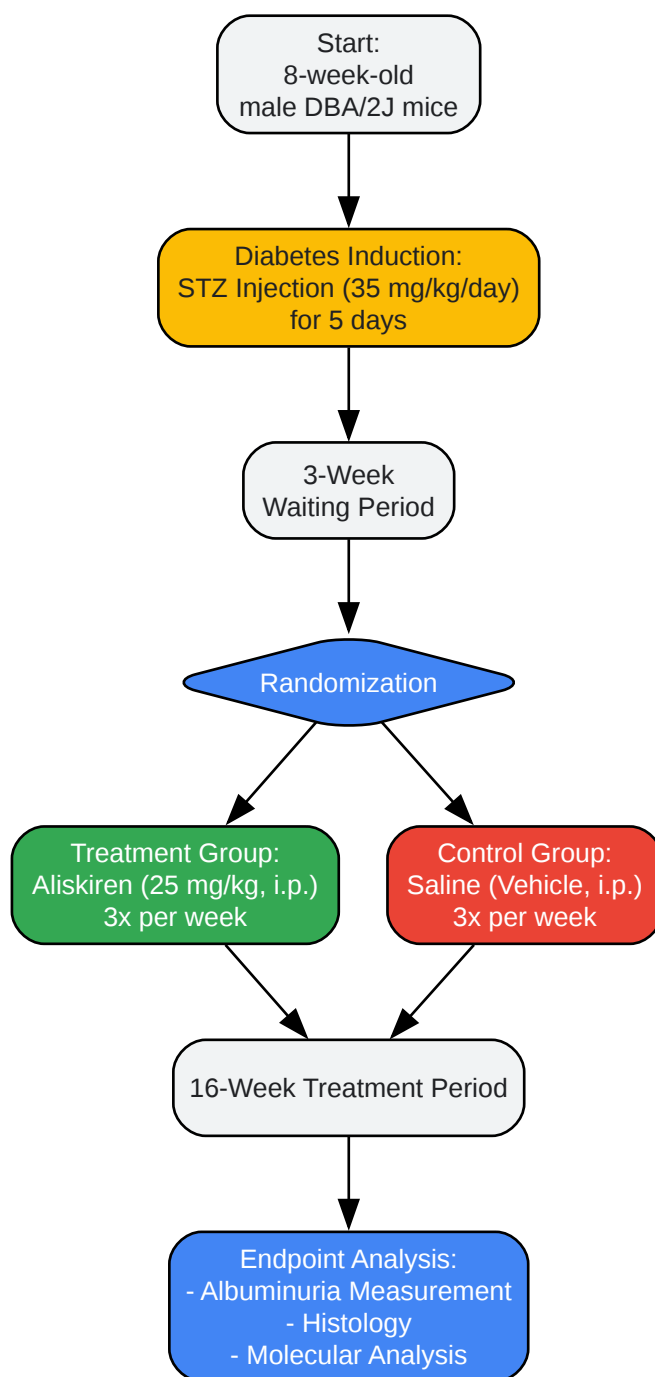 Start:
8-week-old
male DBA/2J mice
Diabetes Induction:
STZ Injection (35 mg/kg/day)
for 5 days
3-Week
Waiting Period
Randomization
Treatment Group:
Aliskiren (25 mg/kg, i.p.)
3x per week
Control Group:
Saline (Vehicle, i.p.)
3x per week
16-Week Treatment Period
Endpoint Analysis:
- Albuminuria Measurement
- Histology
- Molecular Analysis